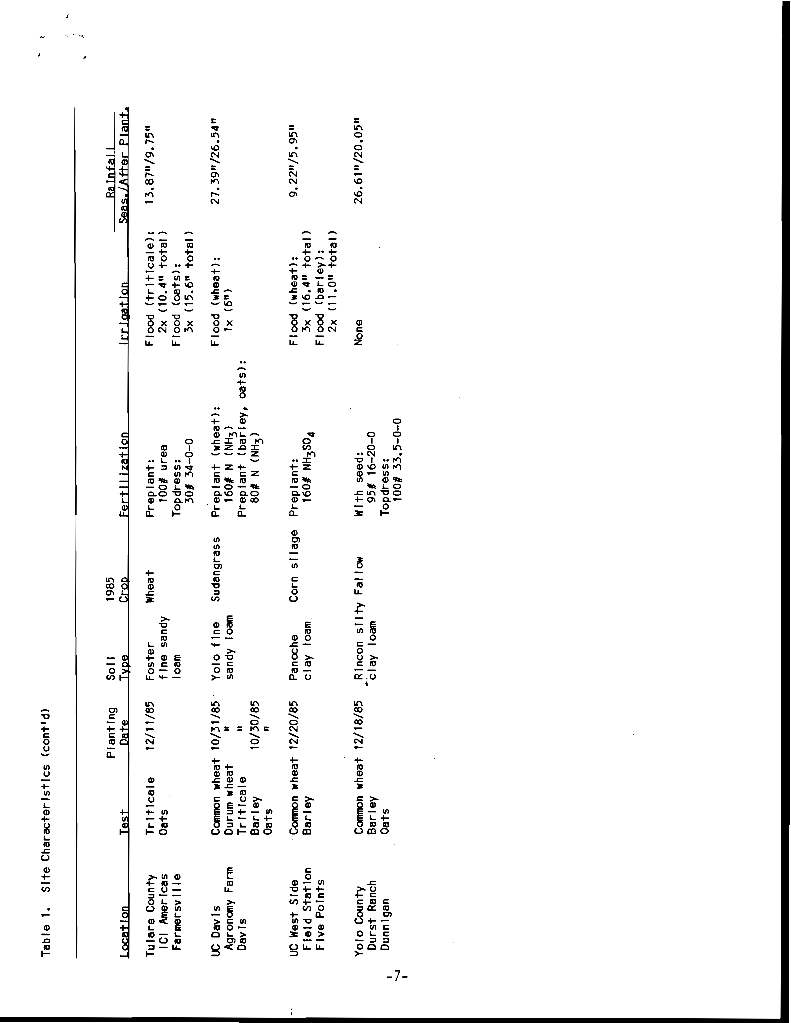 Table 1. Site Characteristics (cont'd)
Planting Soil 1985 Rainfall
Location Test Date Type Crop Fertilization Irrigation Seas./After Plant.
Tulare County Triticale 12/11/85 Foster Wheat Preplant: Flood (triticale): 13.87"/9.75"
ICI Americas Oats fine sandy 100# urea 2x (10.4" total)
Farmersville loam Topdress: Flood (oats):
30# 34-0-0 3x (15.6" total)
UC Davis Common wheat 10/31/85 Yolo fine Sudangrass Preplant (wheat): Flood (wheat): 27.39"/26.54"
Agronomy Farm Durum wheat " sandy loam 160# N (NH3) 1x (6")
Davis Triticale " Preplant (barley, oats):
Barley 10/30/85 80# N (NH3)
Oats "
UC West Side Common wheat 12/20/85 Panoche Corn silage Preplant: Flood (wheat): 9.22"/5.95"
Field Station Barley clay loam 160# NH3SO4 3x (16.4" total)
Five Points Flood (barley):
2x (11.0" total)
Yolo County Common wheat 12/18/85 Rincon silty Fallow With seed: None 26.61"/20.05"
Durst Ranch Barley clay loam 95# 16-20-0
Dunnigan Oats Topdress:
100# 33.5-0-0
-7-